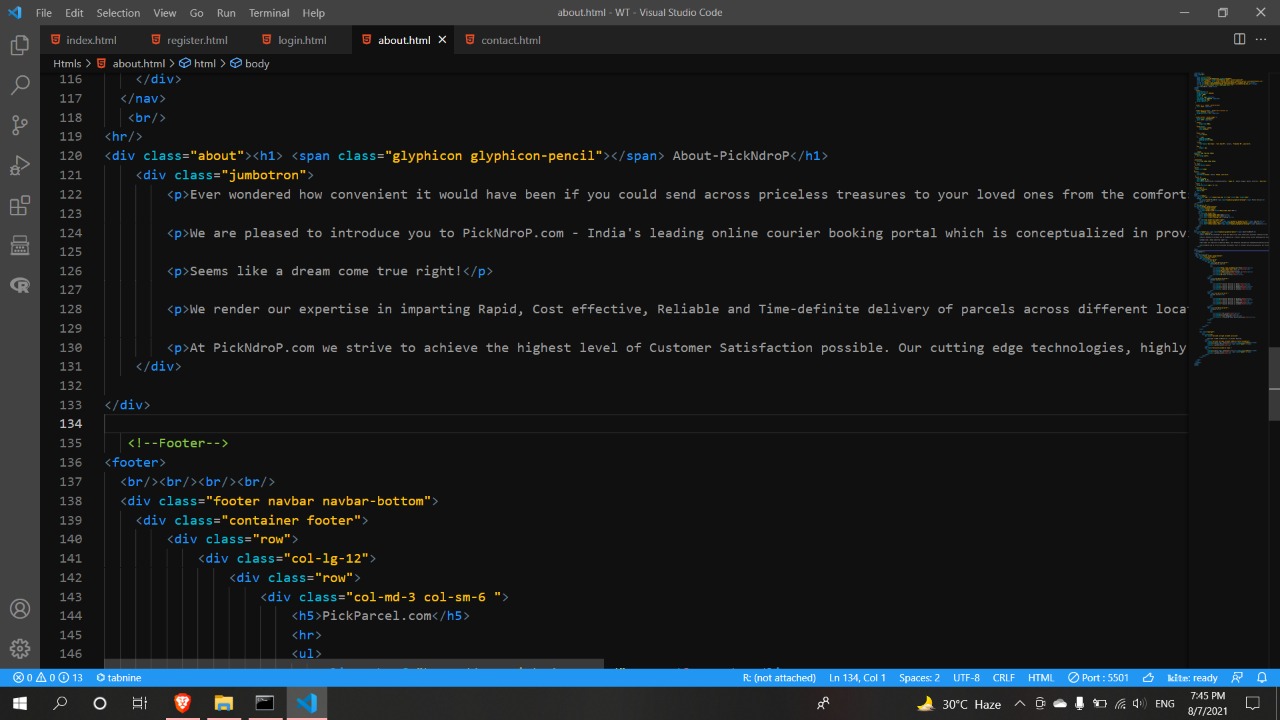 File Edit Selection View Go Run Terminal Help about.html - WT - Visual Studio Code
index.html register.html login.html about.html contact.html
Htmls > about.html > html > body
116 </div>
117 </nav>
118 <br/>
119 <hr/>
120 <div class="about"><h1> <span class="glyphicon glyphicon-pencil"></span> About-PickNdroP</h1>
121 <div class="jumbotron">
122 <p>Ever wondered how convenient it would have been if you could send across priceless treasures to your loved ones from the comforts
123
124 <p>We are pleased to introduce you to PickNdroP.com - India's leading online courier booking portal which is conceptualized in prov
125
126 <p>Seems like a dream come true right!</p>
127
128 <p>We render our expertise in imparting Rapid, Cost effective, Reliable and Time-definite delivery of parcels across different loca
129
130 <p>At PickNdroP.com we strive to achieve the highest level of Customer Satisfaction possible. Our cutting edge technologies, highly
131 </div>
132
133 </div>
134
135 <!--Footer-->
136 <footer>
137 <br/><br/><br/><br/>
138 <div class="footer navbar navbar-bottom">
139 <div class="container footer">
140 <div class="row">
141 <div class="col-lg-12">
142 <div class="row">
143 <div class="col-md-3 col-sm-6 ">
144 <h5>PickParcel.com</h5>
145 <hr>
146 <ul>
0 0 13 tabnine R: (not attached) Ln 134, Col 1 Spaces: 2 UTF-8 CRLF HTML Port : 5501 kite: ready
30°C Haze ENG 7:45 PM
8/7/2021